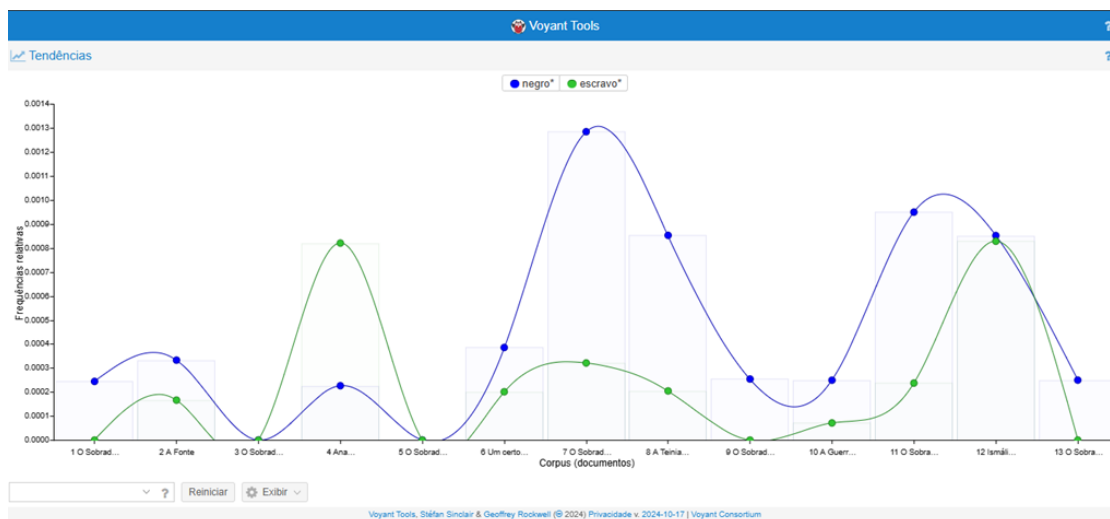 Voyant Tools
?
Tendências
?
negro* escravo*
Frequências relativas
0.0014
0.0013
0.0012
0.0011
0.0010
0.0009
0.0008
0.0007
0.0006
0.0005
0.0004
0.0003
0.0002
0.0001
0.0000
1 O Sobrad... 2 A Fonte 3 O Sobrad... 4 Ana... 5 O Sobrad... 6 Um certo... 7 O Sobrad... 8 A Teinia... 9 O Sobrad... 10 A Guerr... 11 O Sobra... 12 Ismáli... 13 O Sobra...
Corpus (documentos)
? Reiniciar Exibir
Voyant Tools, Stéfan Sinclair & Geoffrey Rockwell (© 2024) Privacidade v. 2024-10-17 | Voyant Consortium